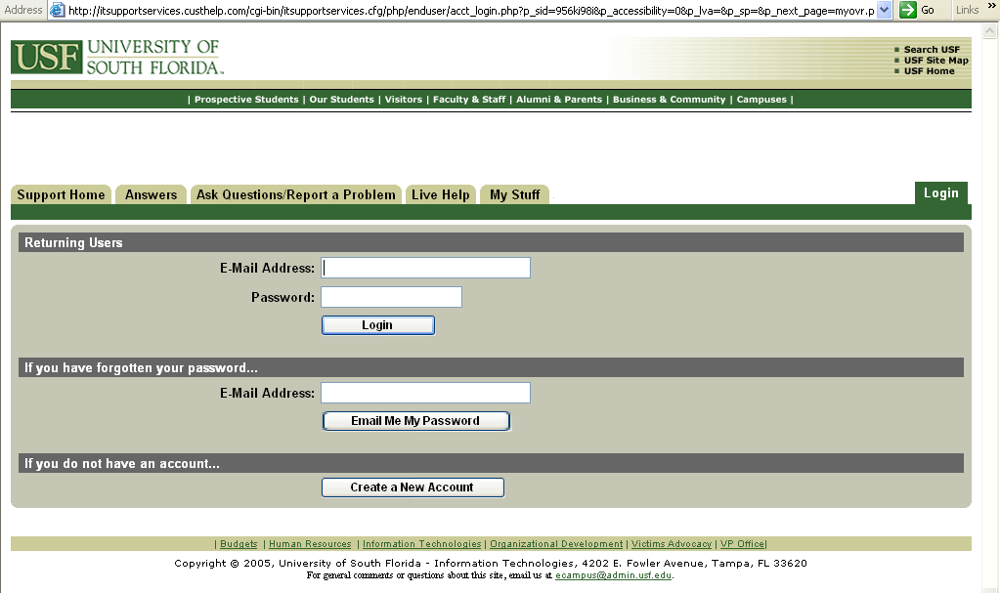 Address http://itsupportservices.custhelp.com/cgi-bin/itsupportservices.cfg/php/enduser/acct_login.php?p_sid=956ki98i&p_accessibility=0&p_lva=&p_sp=&p_next_page=myovr.p Go Links »
USF UNIVERSITY OF SOUTH FLORIDA™
Search USF
USF Site Map
USF Home
| Prospective Students | Our Students | Visitors | Faculty & Staff | Alumni & Parents | Business & Community | Campuses |
Support Home Answers Ask Questions/Report a Problem Live Help My Stuff Login
Returning Users
E-Mail Address:
Password:
Login
If you have forgotten your password...
E-Mail Address:
Email Me My Password
If you do not have an account...
Create a New Account
| Budgets | Human Resources | Information Technologies | Organizational Development | Victims Advocacy | VP Office|
Copyright © 2005, University of South Florida - Information Technologies, 4202 E. Fowler Avenue, Tampa, FL 33620
For general comments or questions about this site, email us at ecampus@admin.usf.edu.